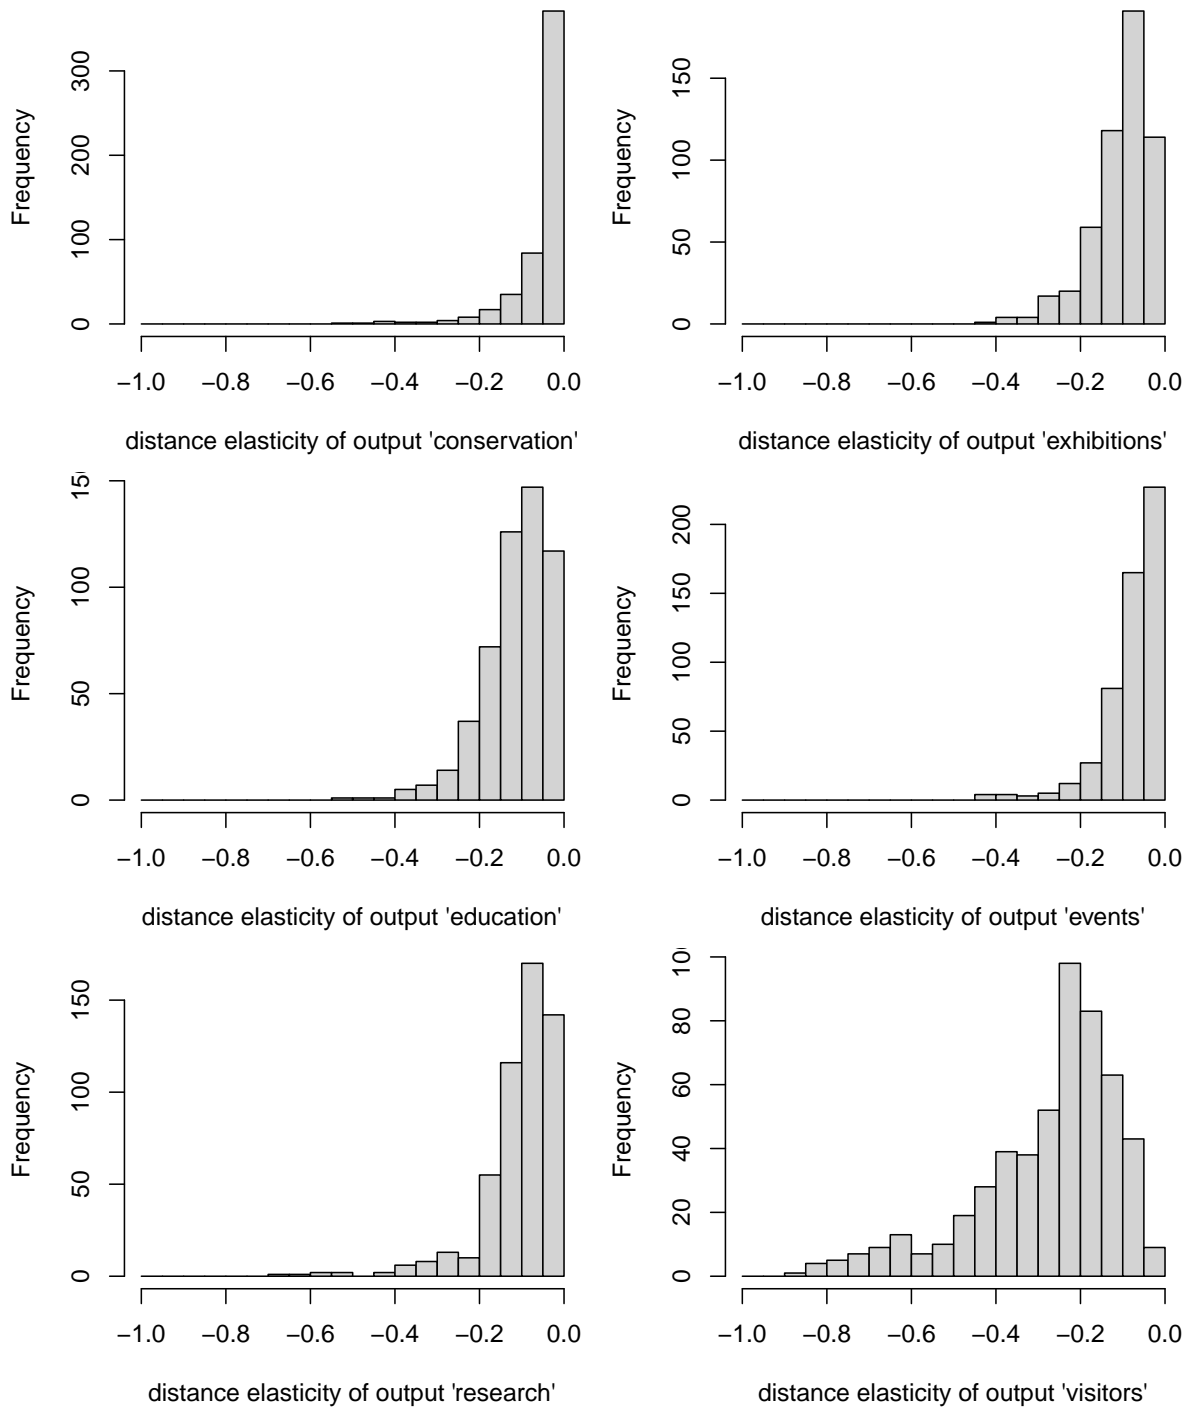 Frequency
300
200
100
0
−1.0 −0.8 −0.6 −0.4 −0.2 0.0
distance elasticity of output 'conservation'
Frequency
150
100
50
0
−1.0 −0.8 −0.6 −0.4 −0.2 0.0
distance elasticity of output 'exhibitions'
Frequency
100
50
0
−1.0 −0.8 −0.6 −0.4 −0.2 0.0
distance elasticity of output 'education'
Frequency
200
150
100
50
0
−1.0 −0.8 −0.6 −0.4 −0.2 0.0
distance elasticity of output 'events'
Frequency
150
100
50
0
−1.0 −0.8 −0.6 −0.4 −0.2 0.0
distance elasticity of output 'research'
Frequency
80
60
40
20
0
−1.0 −0.8 −0.6 −0.4 −0.2 0.0
distance elasticity of output 'visitors'